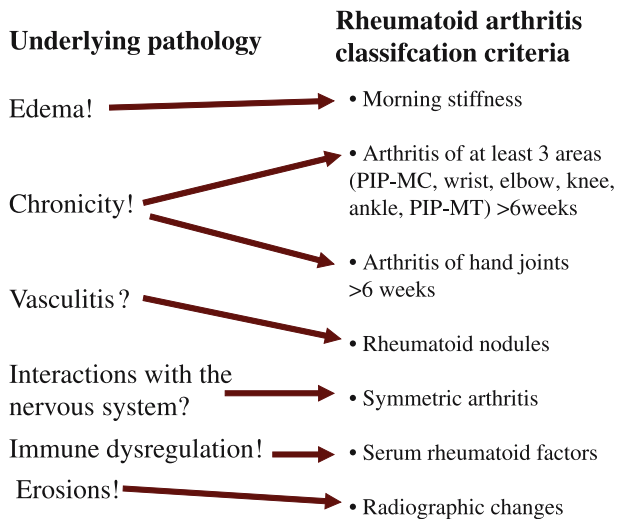 Underlying pathology
Rheumatoid arthritis
classifcation criteria
Edema!
• Morning stiffness
Chronicity!
• Arthritis of at least 3 areas
(PIP-MC, wrist, elbow, knee,
ankle, PIP-MT) >6weeks
• Arthritis of hand joints
>6 weeks
Vasculitis ?
• Rheumatoid nodules
Interactions with the
nervous system?
• Symmetric arthritis
Immune dysregulation!
• Serum rheumatoid factors
Erosions!
• Radiographic changes